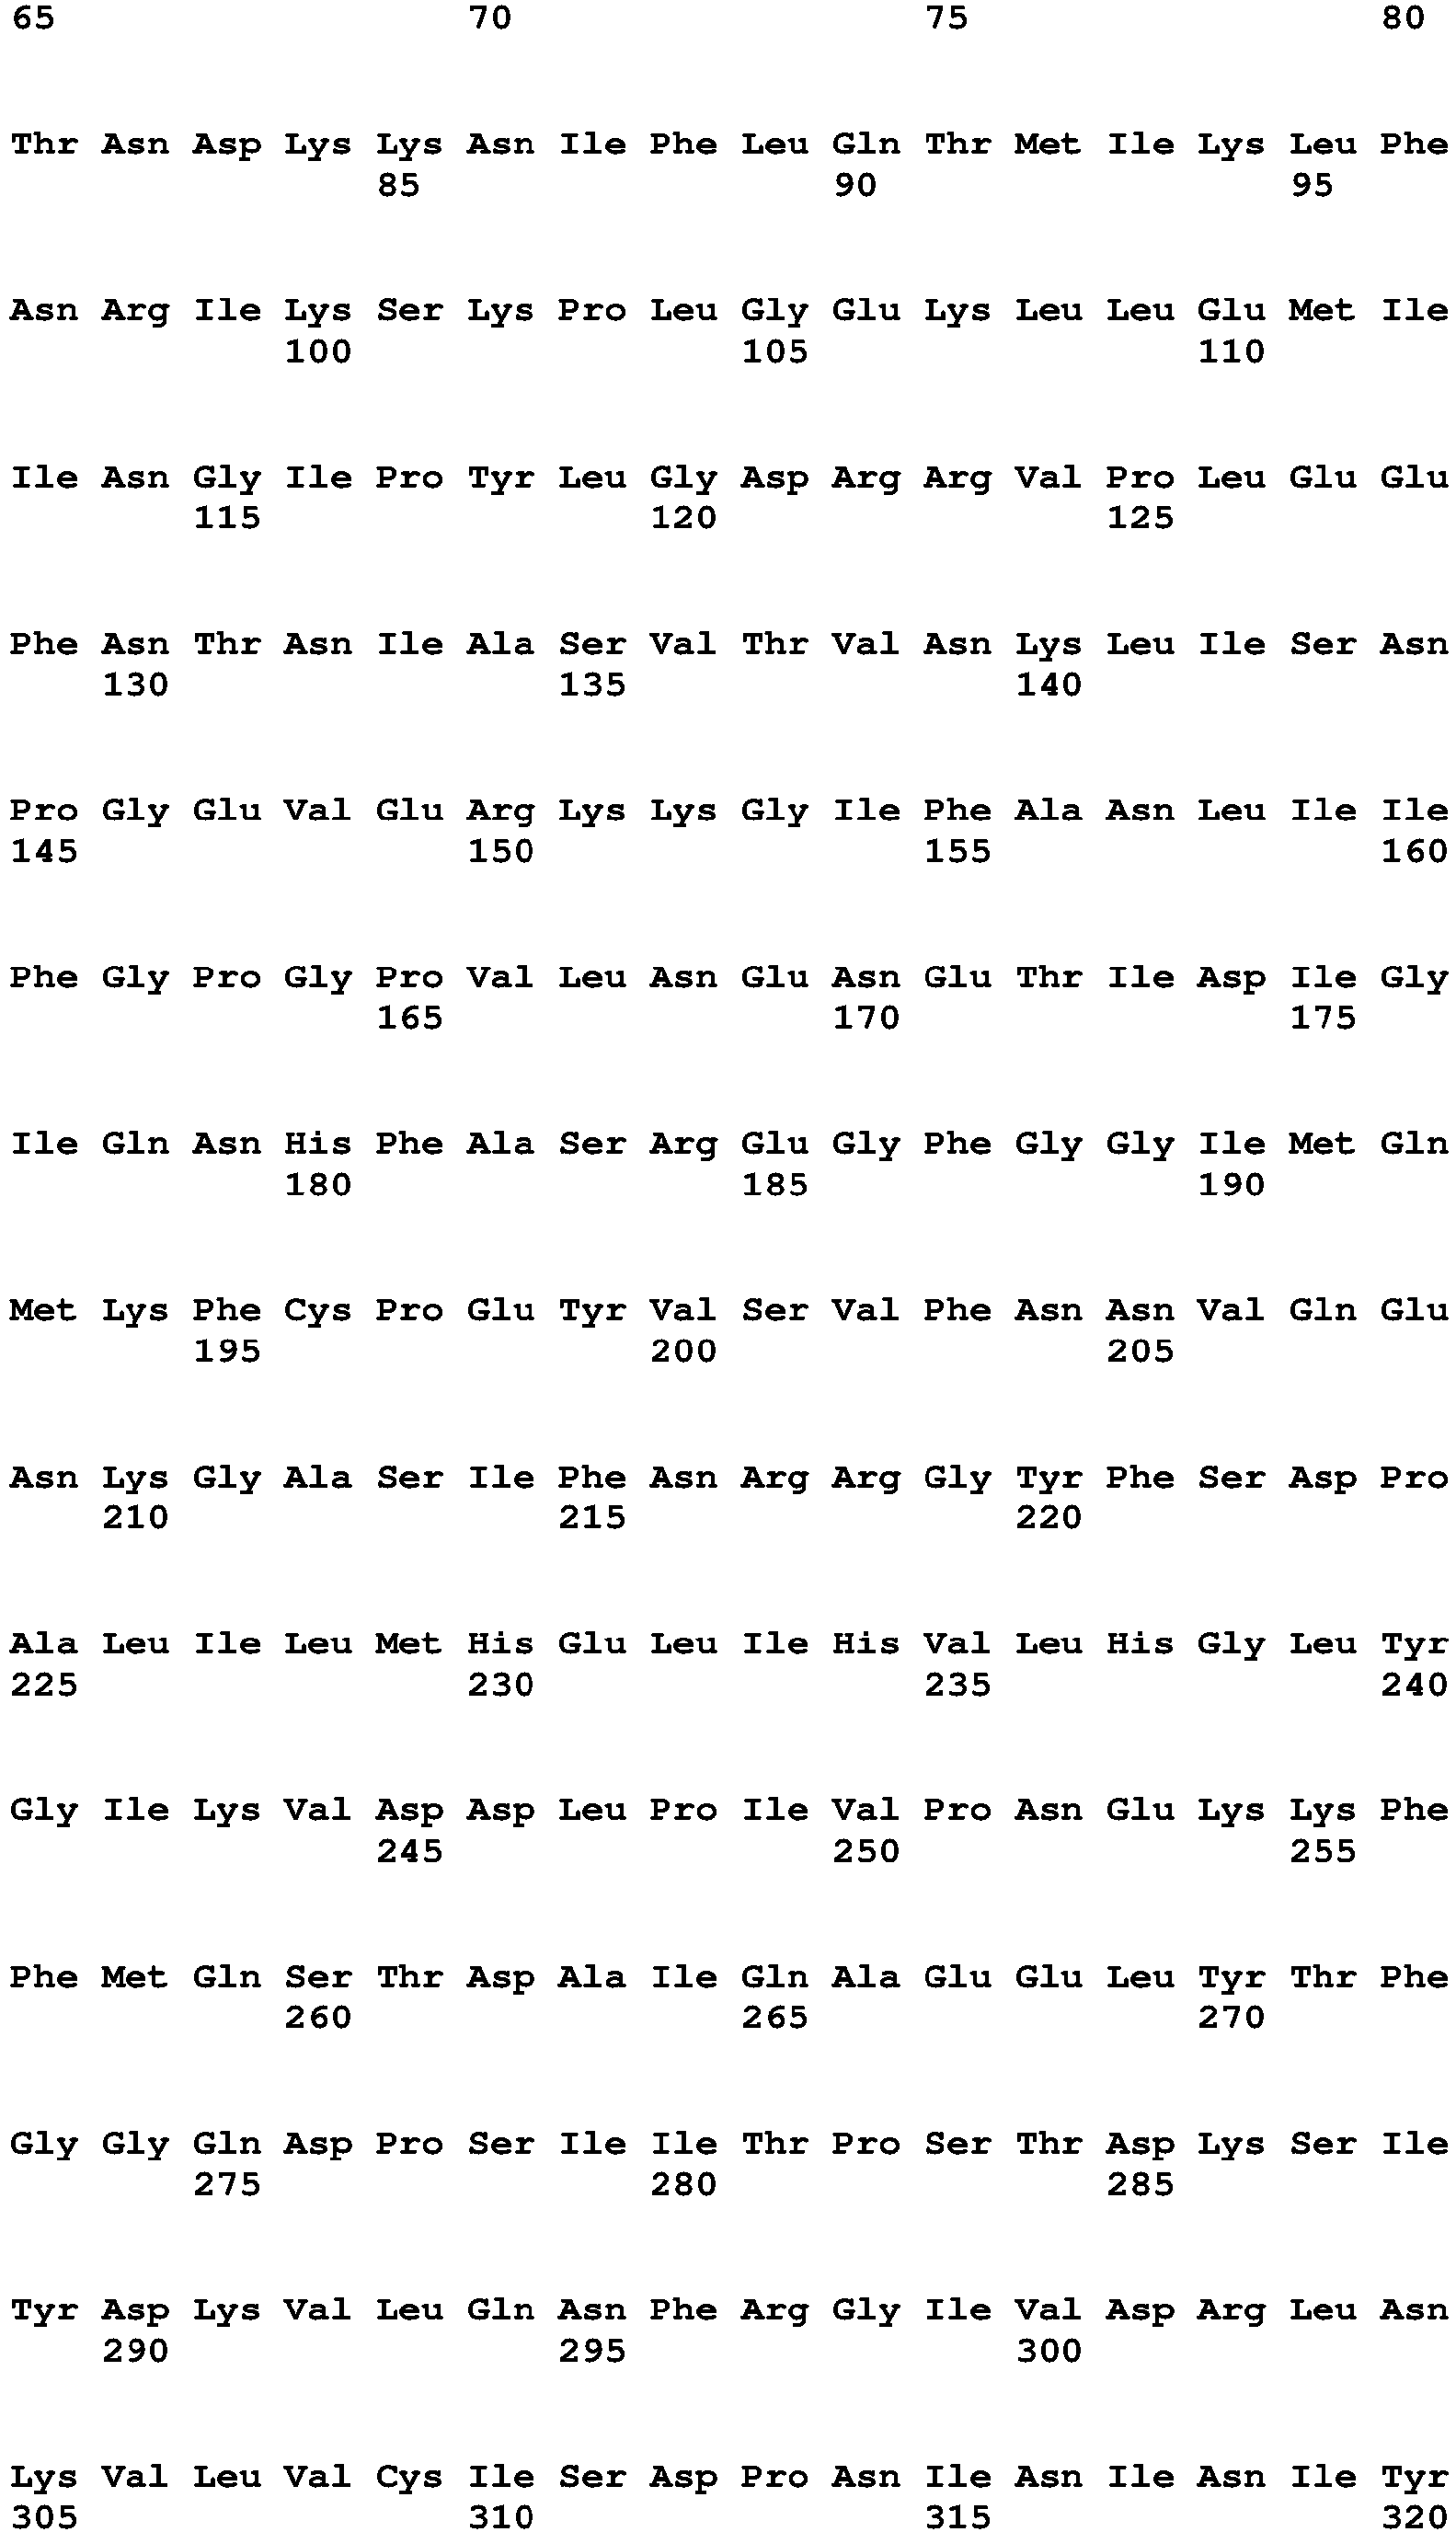 65 70 75 80
Thr Asn Asp Lys Lys Asn Ile Phe Leu Gln Thr Met Ile Lys Leu Phe
85 90 95
Asn Arg Ile Lys Ser Lys Pro Leu Gly Glu Lys Leu Leu Glu Met Ile
100 105 110
Ile Asn Gly Ile Pro Tyr Leu Gly Asp Arg Arg Val Pro Leu Glu Glu
115 120 125
Phe Asn Thr Asn Ile Ala Ser Val Thr Val Asn Lys Leu Ile Ser Asn
130 135 140
Pro Gly Glu Val Glu Arg Lys Lys Gly Ile Phe Ala Asn Leu Ile Ile
145 150 155 160
Phe Gly Pro Gly Pro Val Leu Asn Glu Asn Glu Thr Ile Asp Ile Gly
165 170 175
Ile Gln Asn His Phe Ala Ser Arg Glu Gly Phe Gly Gly Ile Met Gln
180 185 190
Met Lys Phe Cys Pro Glu Tyr Val Ser Val Phe Asn Asn Val Gln Glu
195 200 205
Asn Lys Gly Ala Ser Ile Phe Asn Arg Arg Gly Tyr Phe Ser Asp Pro
210 215 220
Ala Leu Ile Leu Met His Glu Leu Ile His Val Leu His Gly Leu Tyr
225 230 235 240
Gly Ile Lys Val Asp Asp Leu Pro Ile Val Pro Asn Glu Lys Lys Phe
245 250 255
Phe Met Gln Ser Thr Asp Ala Ile Gln Ala Glu Glu Leu Tyr Thr Phe
260 265 270
Gly Gly Gln Asp Pro Ser Ile Ile Thr Pro Ser Thr Asp Lys Ser Ile
275 280 285
Tyr Asp Lys Val Leu Gln Asn Phe Arg Gly Ile Val Asp Arg Leu Asn
290 295 300
Lys Val Leu Val Cys Ile Ser Asp Pro Asn Ile Asn Ile Asn Ile Tyr
305 310 315 320